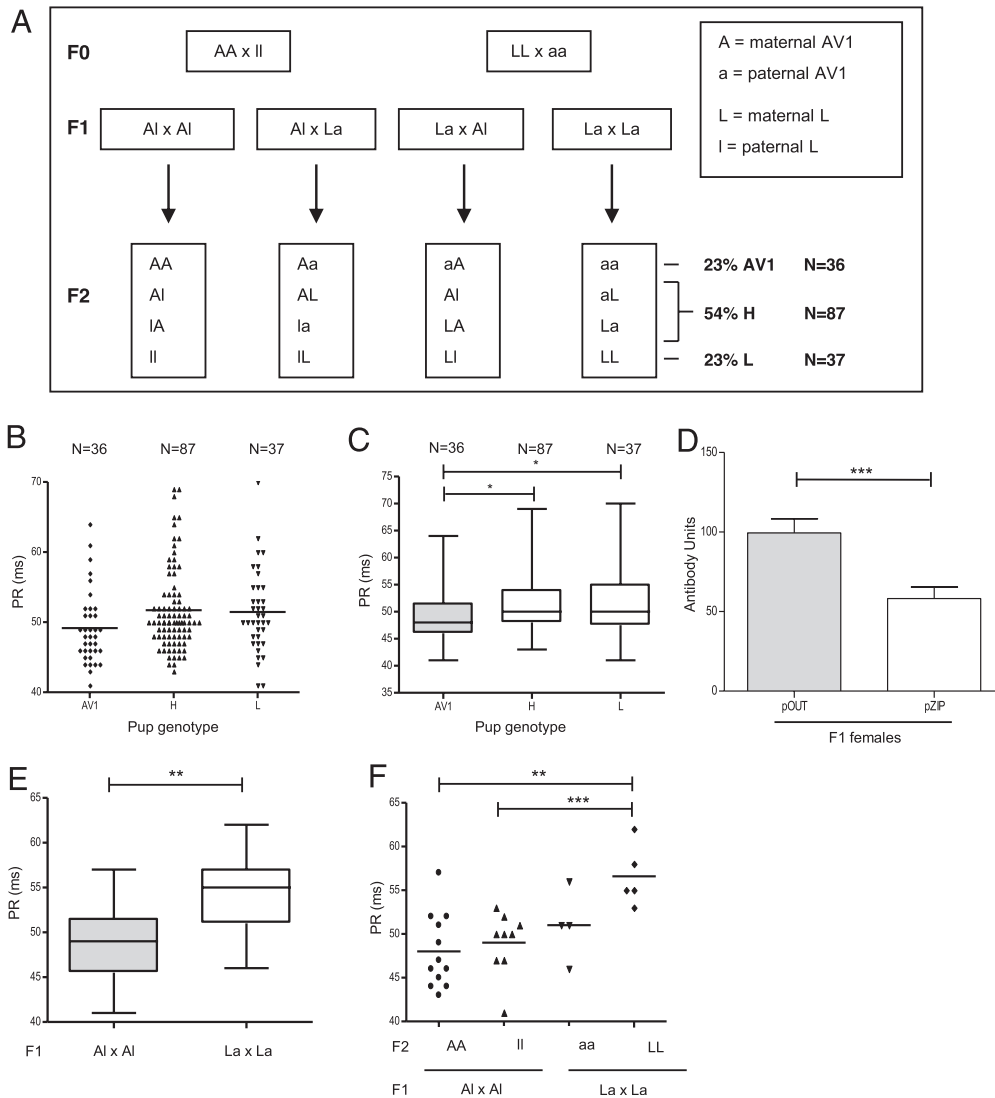 A
F0
AA x ll
LL x aa
A = maternal AV1
a = paternal AV1
L = maternal L
l = paternal L
F1
Al x Al
Al x La
La x Al
La x La
F2
AA
Al
lA
ll
Aa
AL
la
lL
aA
Al
LA
Ll
aa
aL
La
LL
23% AV1 N=36
54% H N=87
23% L N=37
B
N=36 N=87 N=37
PR (ms)
70
60
50
40
AV1 H L
Pup genotype
C
N=36 N=87 N=37
*
*
PR (ms)
75
70
65
60
55
50
45
40
35
AV1 H L
Pup genotype
D
***
Antibody Units
150
100
50
0
pOUT pZIP
F1 females
E
**
PR (ms)
65
60
55
50
45
40
F1 Al x Al La x La
F
**
***
PR (ms)
65
60
55
50
45
40
F2 AA ll aa LL
F1 Al x Al La x La